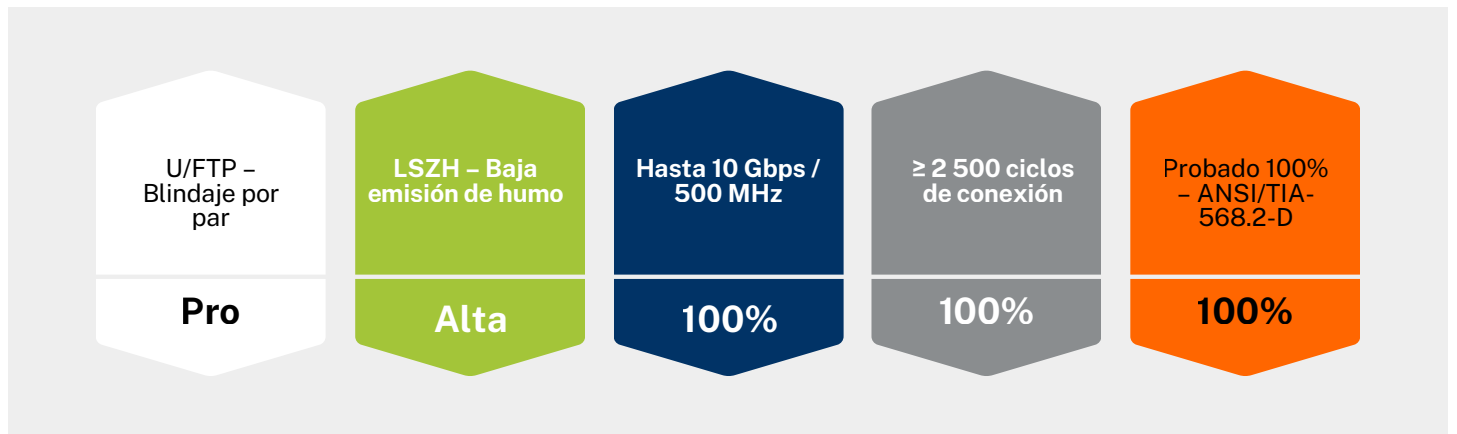 U/FTP –
Blindaje por
par
Pro
LSZH – Baja
emisión de humo
Alta
Hasta 10 Gbps /
500 MHz
100%
≥ 2 500 ciclos
de conexión
100%
Probado 100%
– ANSI/TIA-
568.2-D
100%